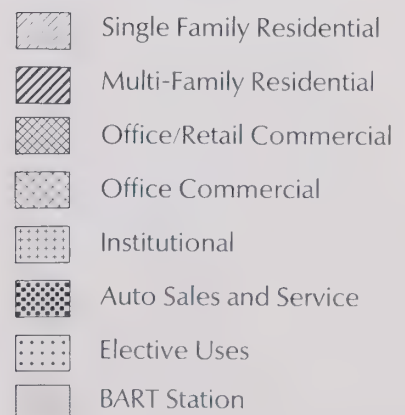 Single Family Residential
Multi-Family Residential
Office/Retail Commercial
Office Commercial
Institutional
Auto Sales and Service
Elective Uses
BART Station